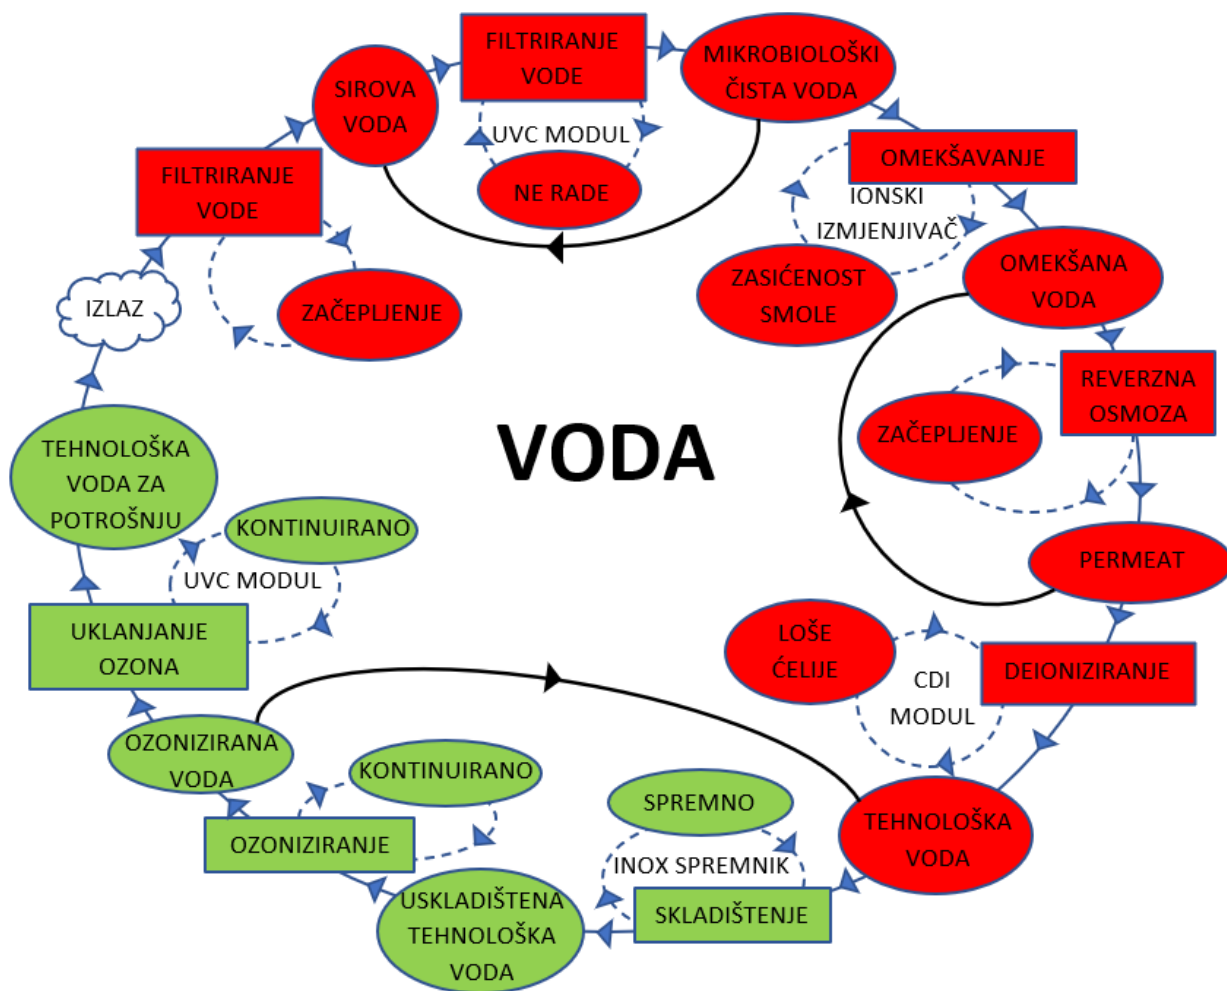 FILTRIRANJE
VODE
MIKROBIOLOŠKI
ČISTA VODA
SIROVA
VODA
UVC MODUL
NE RADE
OMEKŠAVANJE
IONSKI
IZMJENJIVAČ
FILTRIRANJE
VODE
ZASIĆENOST
SMOLE
OMEKŠANA
VODA
IZLAZ
ZAČEPLJENJE
REVERZNA
OSMOZA
ZAČEPLJENJE
VODA
TEHNOLOŠKA
VODA ZA
POTROŠNJU
KONTINUIRANO
UVC MODUL
PERMEAT
UKLANJANJE
OZONA
LOŠE
ĆELIJE
CDI
MODUL
DEIONIZIRANJE
OZONIZIRANA
VODA
KONTINUIRANO
SPREMNO
TEHNOLOŠKA
VODA
OZONIZIRANJE
INOX SPREMNIK
USKLADIŠTENA
TEHNOLOŠKA
VODA
SKLADIŠTENJE